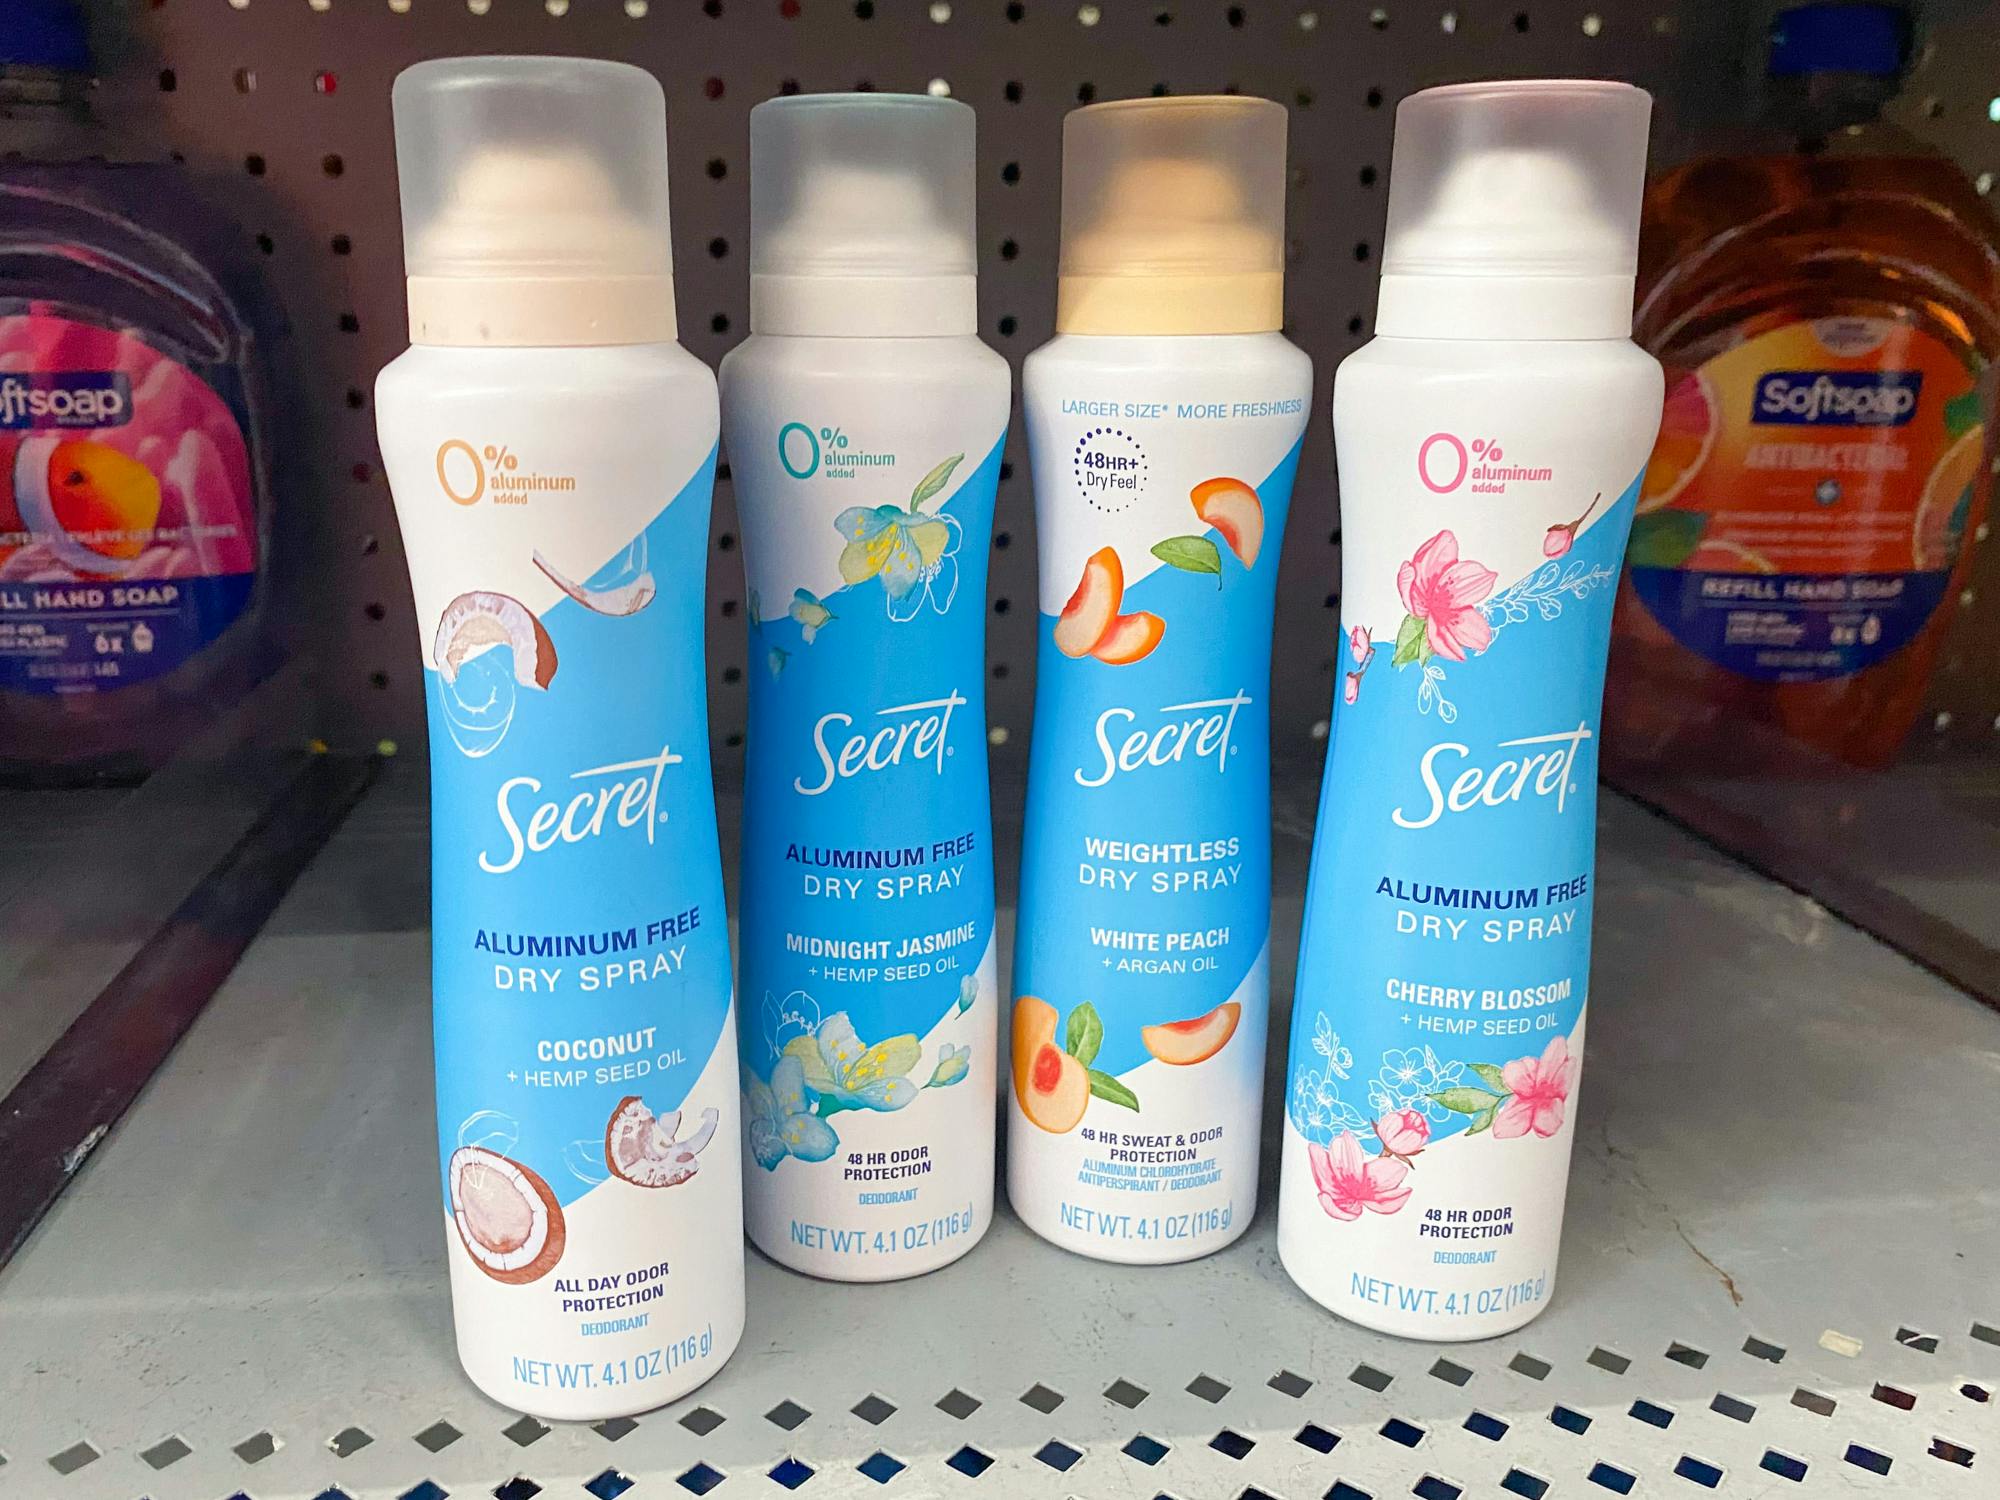 0%
aluminum
added
Secret®
ALUMINUM FREE
DRY SPRAY
COCONUT
+ HEMP SEED OIL
ALL DAY ODOR
PROTECTION
DEODORANT
NET WT. 4.1 OZ (116 g)
0%
aluminum
added
Secret®
ALUMINUM FREE
DRY SPRAY
MIDNIGHT JASMINE
+ HEMP SEED OIL
48 HR ODOR
PROTECTION
DEODORANT
NET WT. 4.1 OZ (116 g)
LARGER SIZE* MORE FRESHNESS
48HR+
Dry Feel
Secret®
WEIGHTLESS
DRY SPRAY
WHITE PEACH
+ ARGAN OIL
48 HR SWEAT & ODOR
PROTECTION
ALUMINUM CHLOROHYDRATE
ANTIPERSPIRANT / DEODORANT
NET WT. 4.1 OZ (116 g)
0%
aluminum
added
Secret®
ALUMINUM FREE
DRY SPRAY
CHERRY BLOSSOM
+ HEMP SEED OIL
48 HR ODOR
PROTECTION
DEODORANT
NET WT. 4.1 OZ (116 g)
ftsoap
LL HAND SOAP
6x
Softsoap
ANTIBACTERIAL
REFILL HAND SOAP